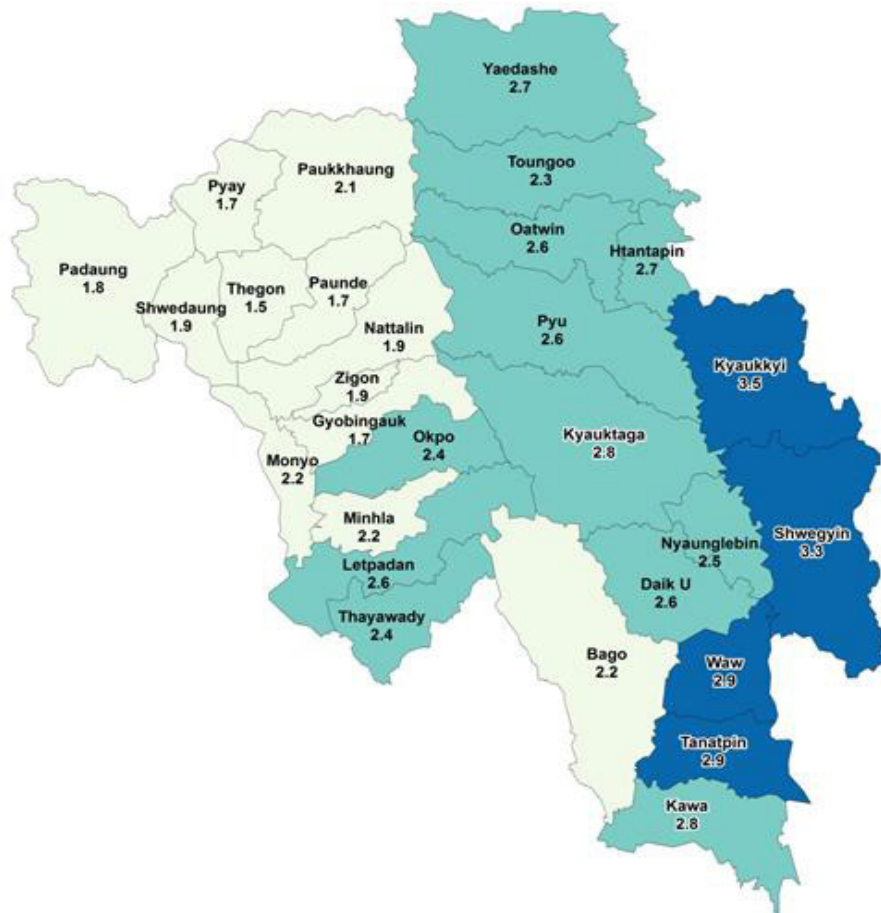 Yaedashe
2.7
Toungoo
2.3
Paukkhaung
2.1
Pyay
1.7
Oatwin
2.6
Htantapin
2.7
Padaung
1.8
Shwedaung
1.9
Thegon
1.5
Paunde
1.7
Nattalin
1.9
Pyu
2.6
Kyaukkyi
3.5
Zigon
1.9
Gyobingauk
1.7
Okpo
2.4
Kyauktaga
2.8
Monyo
2.2
Minhla
2.2
Nyaunglebin
2.5
Shwegyin
3.3
Letpadan
2.6
Daik U
2.6
Thayawady
2.4
Bago
2.2
Waw
2.9
Tanatpin
2.9
Kawa
2.8